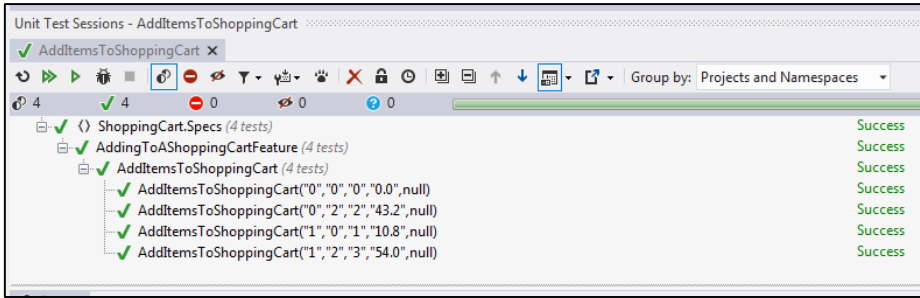 Unit Test Sessions - AddItemsToShoppingCart
AddItemsToShoppingCart
Group by: Projects and Namespaces
4 4 0 0 0
ShoppingCart.Specs (4 tests) Success
AddingToAShoppingCartFeature (4 tests) Success
AddItemsToShoppingCart (4 tests) Success
AddItemsToShoppingCart("0","0","0","0.0",null) Success
AddItemsToShoppingCart("0","2","2","43.2",null) Success
AddItemsToShoppingCart("1","0","1","10.8",null) Success
AddItemsToShoppingCart("1","2","3","54.0",null) Success